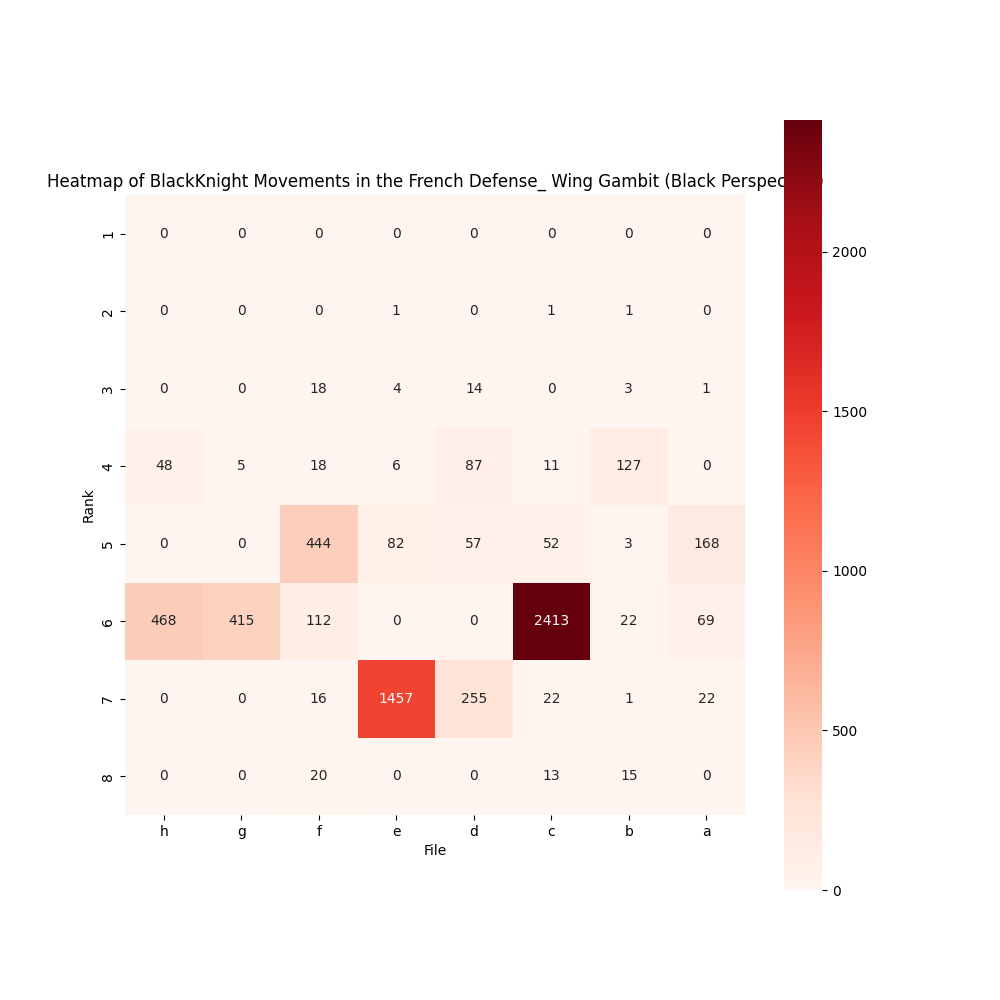 Heatmap of BlackKnight Movements in the French Defense_ Wing Gambit (Black
1 0 0 0 0 0 0 0 0
2 0 0 0 1 0 1 1 0
3 0 0 18 4 14 0 3 1
4 48 5 18 6 87 11 127 0
5 0 0 444 82 57 52 3 168
6 468 415 112 0 0 2413 22 69
7 0 0 16 1457 255 22 1 22
8 0 0 20 0 0 13 15 0
Rank
h g f e d c b a
File
2000
1500
1000
500
0